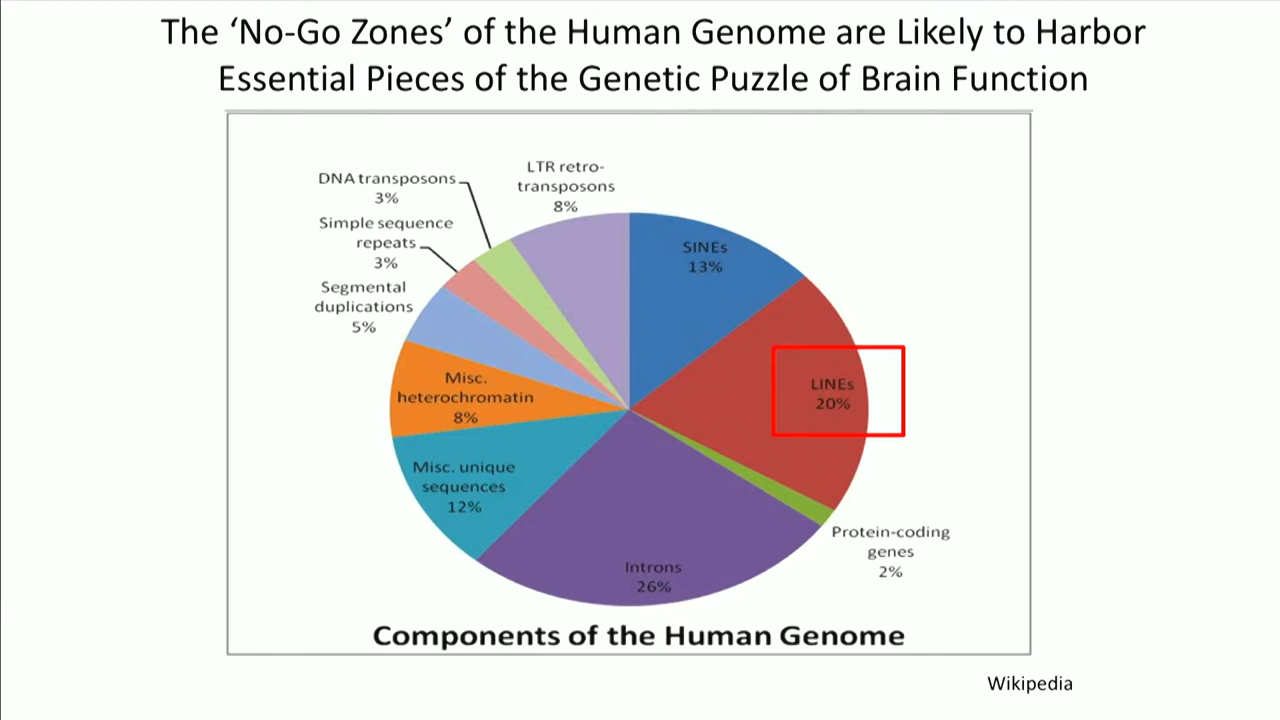 The ‘No-Go Zones’ of the Human Genome are Likely to Harbor
Essential Pieces of the Genetic Puzzle of Brain Function
DNA transposons
3%
LTR retro-
transposons
8%
Simple sequence
repeats
3%
Segmental
duplications
5%
SINEs
13%
LINEs
20%
Misc.
heterochromatin
8%
Misc. unique
sequences
12%
Introns
26%
Protein-coding
genes
2%
Components of the Human Genome
Wikipedia